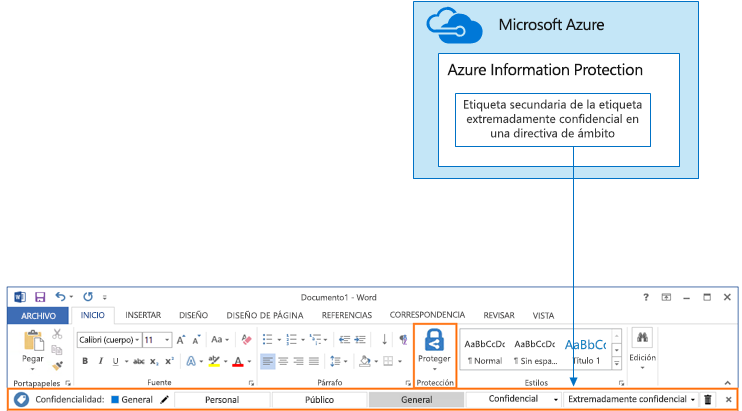 Microsoft Azure
Azure Information Protection
Etiqueta secundaria de la etiqueta
extremadamente confidencial en
una directiva de ámbito
Documento1 - Word
?
ARCHIVO INICIO INSERTAR DISEÑO DISEÑO DE PÁGINA REFERENCIAS CORRESPONDENCIA REVISAR VISTA
Calibri (cuerpo) 11 A A Aa A
AaBbCcDc AaBbCcDc AaBbCc
Pegar
N K S abc x₂ x² A aby A
Proteger
¶ Normal ¶ Sin espa... Título 1
Edición
Portapapeles Fuente Párrafo Protección Estilos
Confidencialidad: General Personal Público General Confidencial Extremadamente confidencial